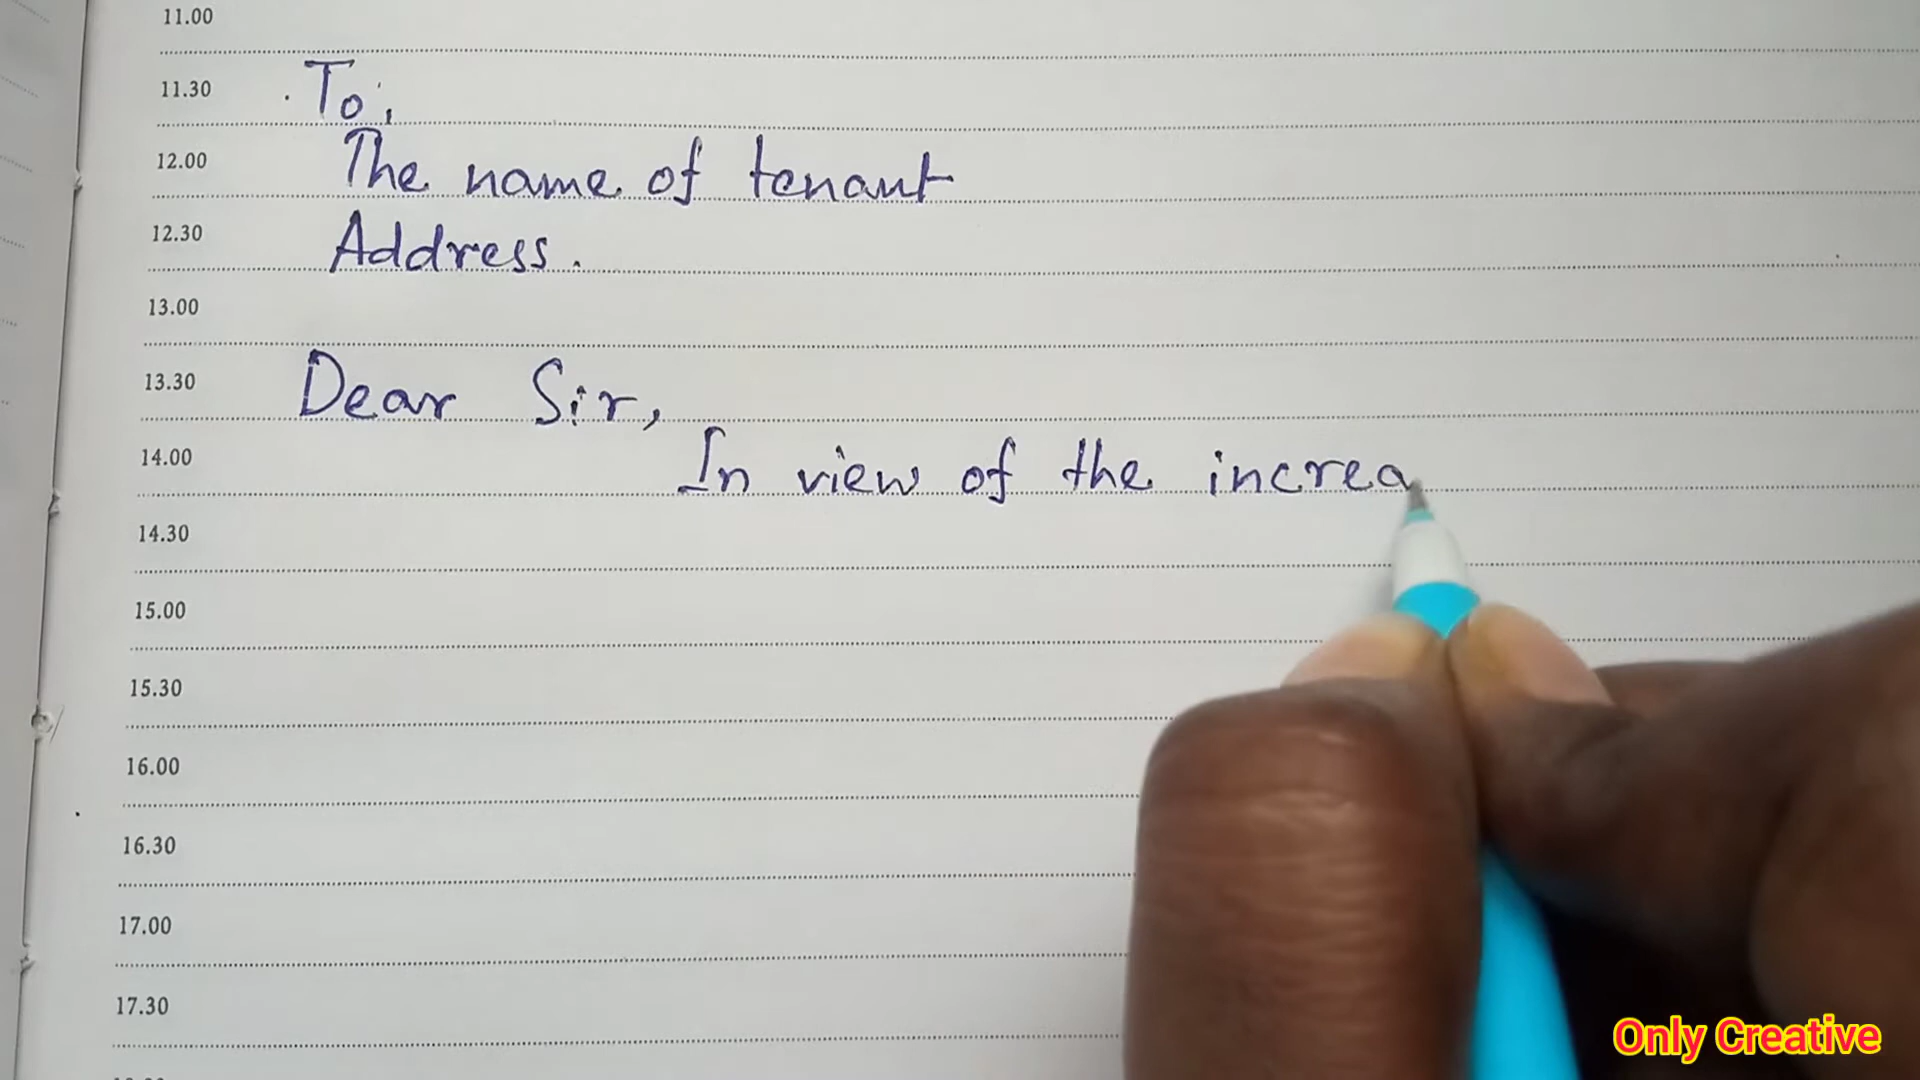 11.00
11.30 To,
12.00 The name of tenant
12.30 Address.
13.00
13.30 Dear Sir,
14.00 In view of the increa
14.30
15.00
15.30
16.00
16.30
17.00
17.30
Only Creative